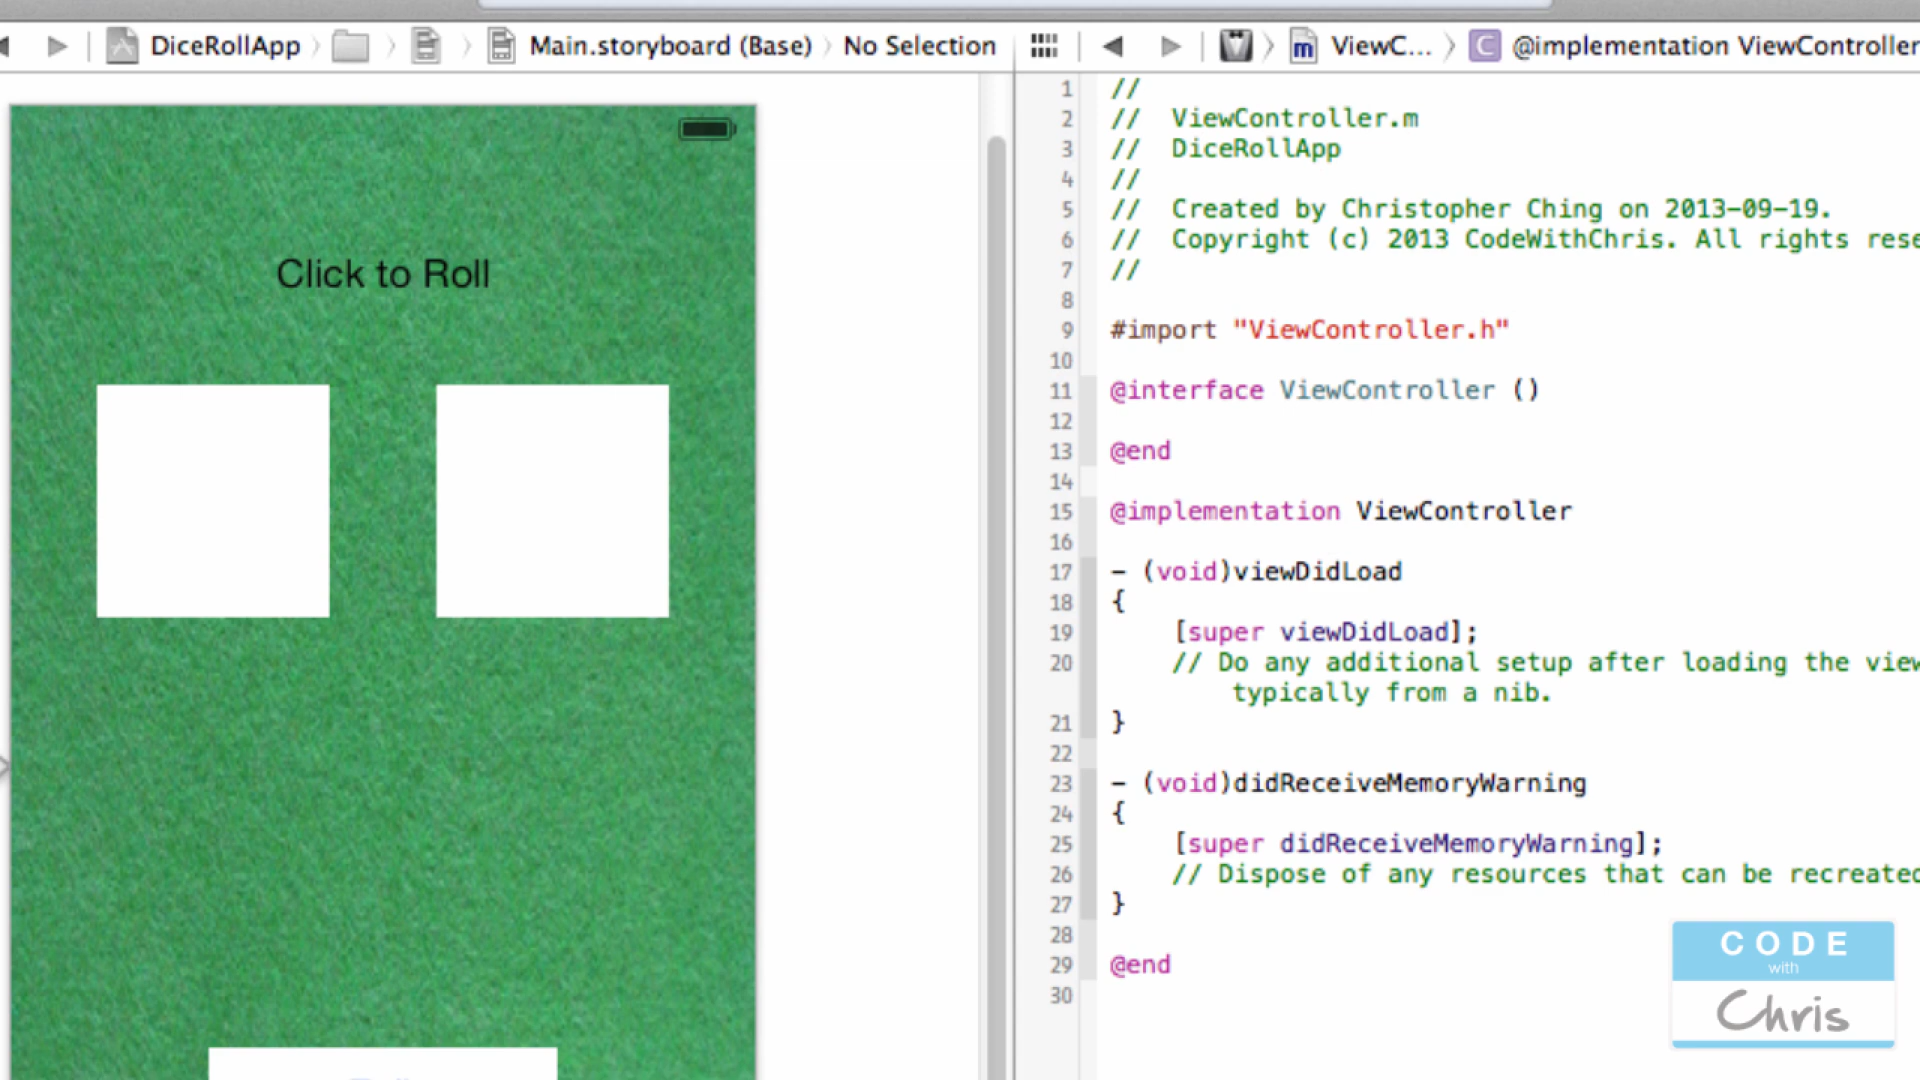 DiceRollApp
Main.storyboard (Base)
No Selection
ViewC...
@implementation ViewController
Click to Roll
1 //
2 // ViewController.m
3 // DiceRollApp
4 //
5 // Created by Christopher Ching on 2013-09-19.
6 // Copyright (c) 2013 CodeWithChris. All rights rese
7 //
8
9 #import "ViewController.h"
10
11 @interface ViewController ()
12
13 @end
14
15 @implementation ViewController
16
17 - (void)viewDidLoad
18 {
19 [super viewDidLoad];
20 // Do any additional setup after loading the view
typically from a nib.
21 }
22
23 - (void)didReceiveMemoryWarning
24 {
25 [super didReceiveMemoryWarning];
26 // Dispose of any resources that can be recreated
27 }
28
29 @end
30
CODE
with
Chris